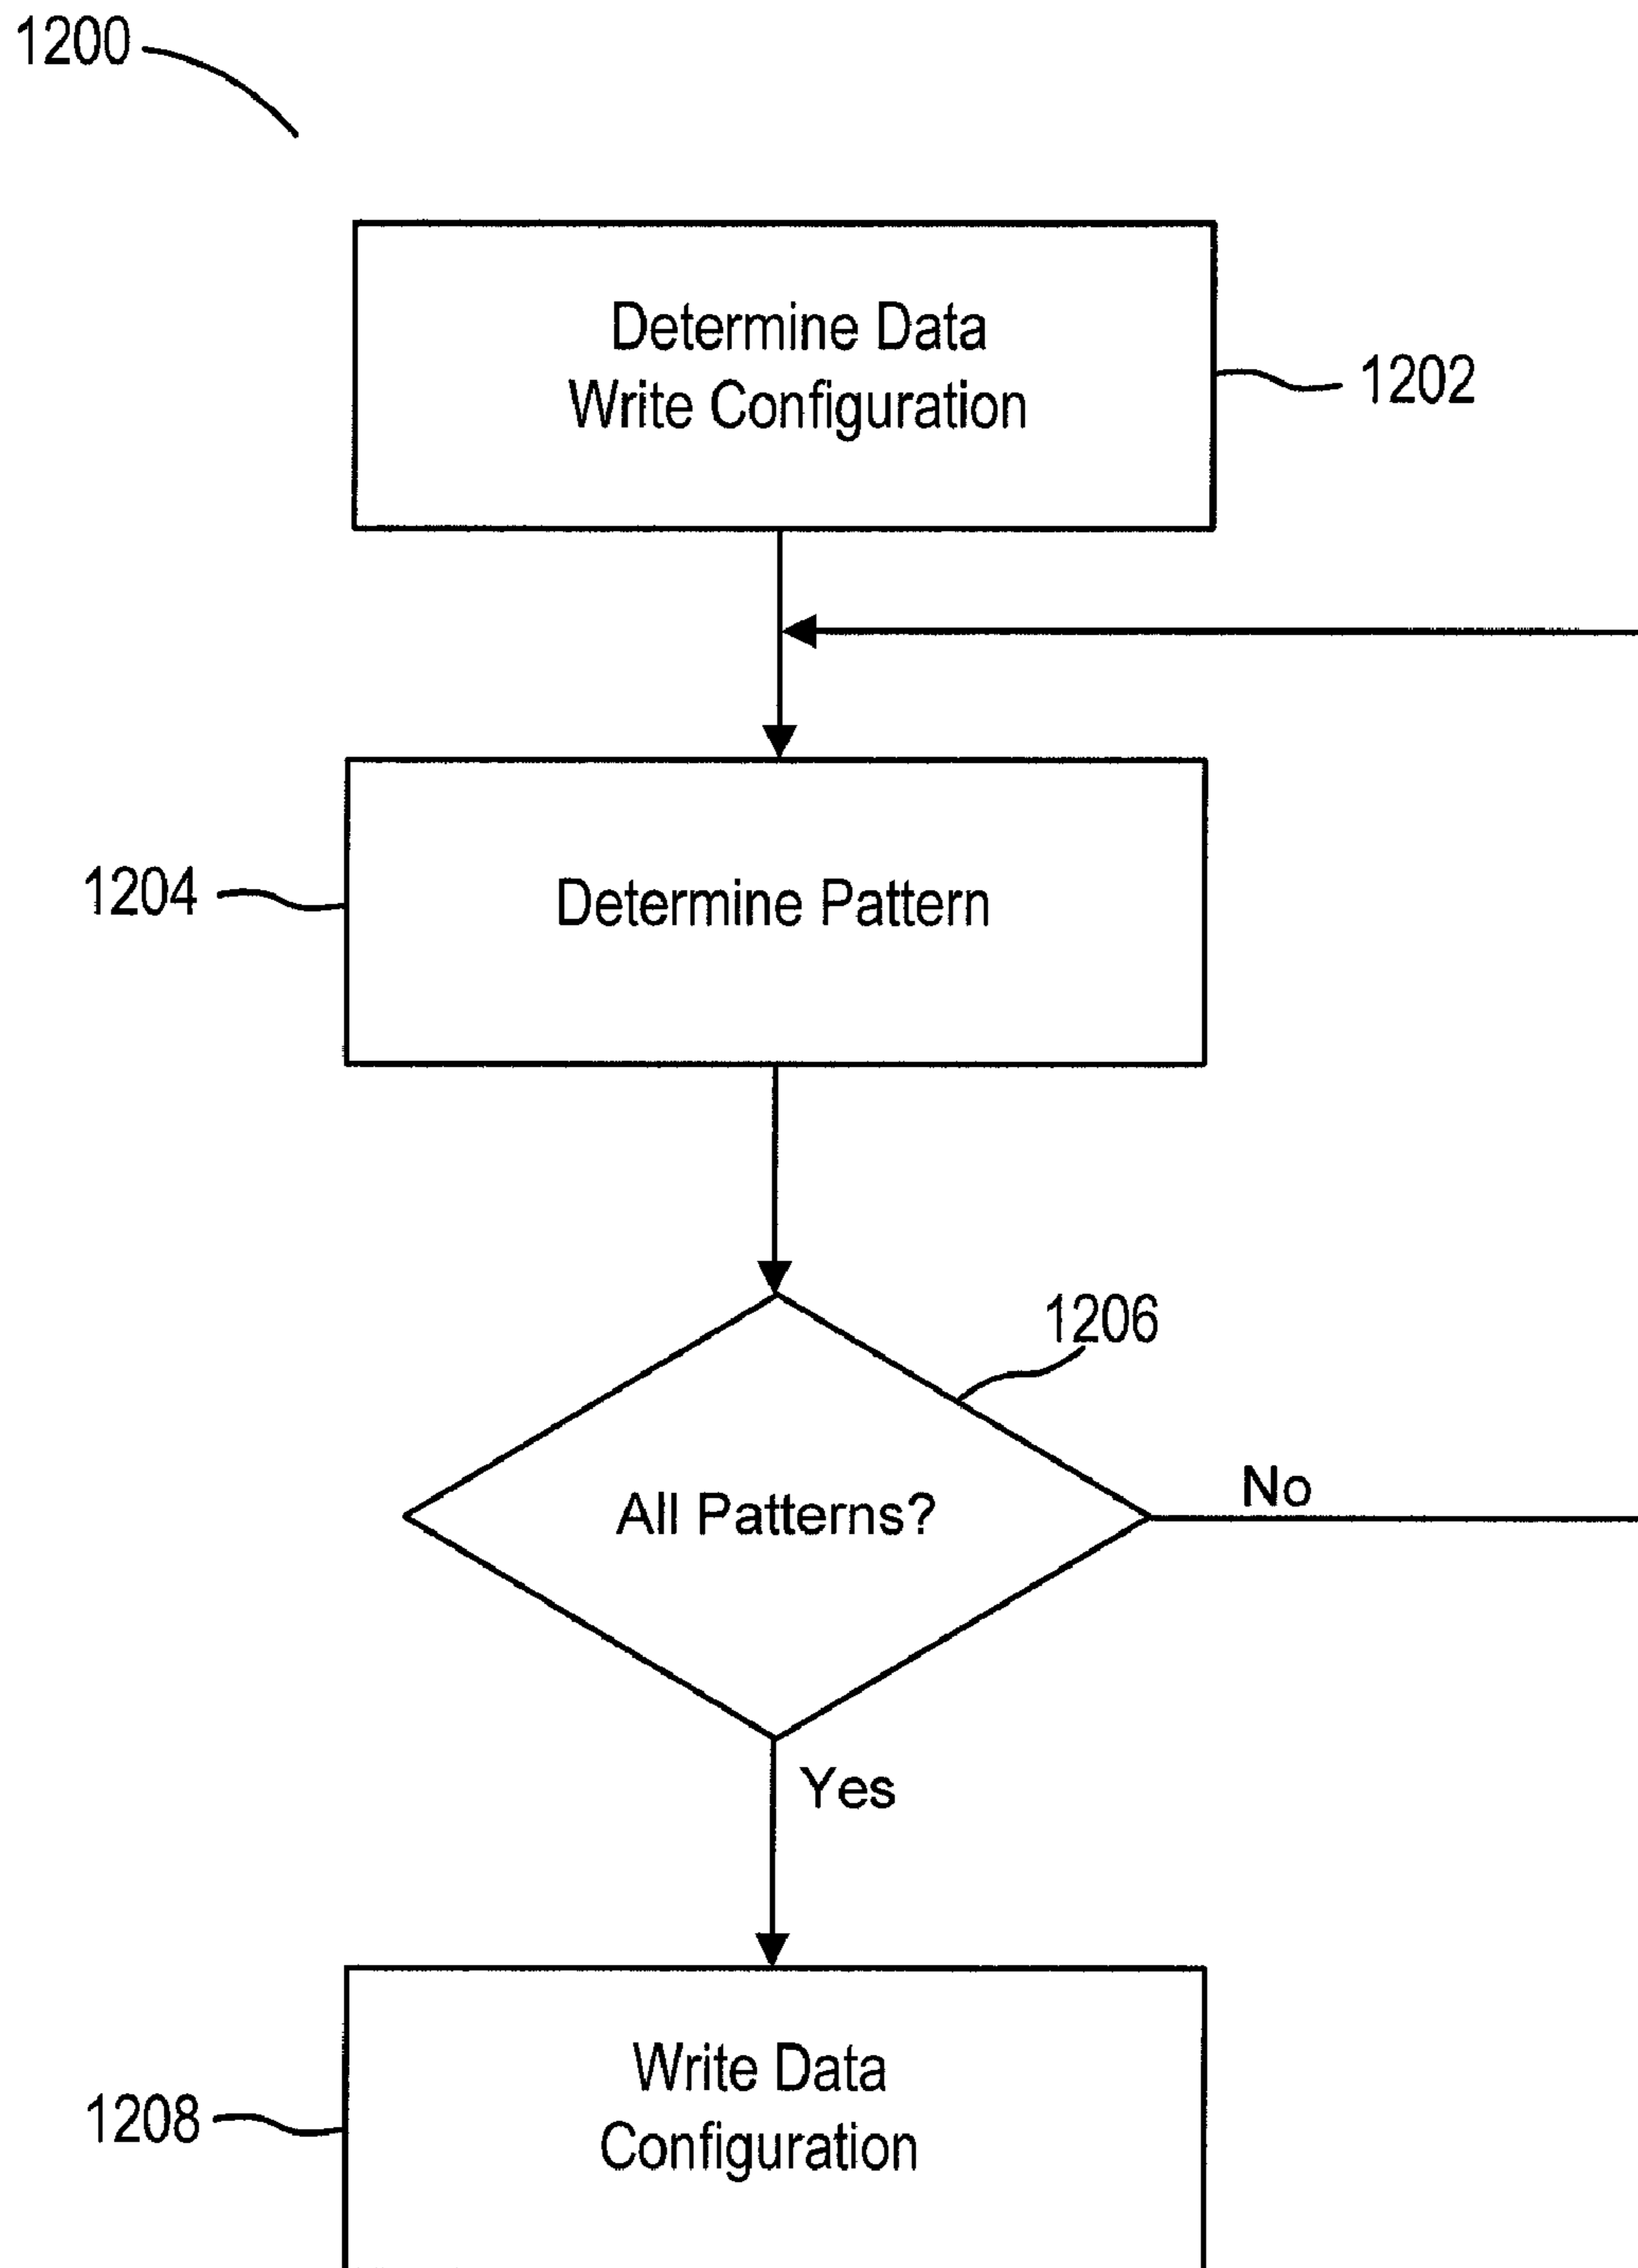 1200
Determine Data
Write Configuration
1202
1204
Determine Pattern
1206
All Patterns?
No
Yes
Write Data
Configuration
1208